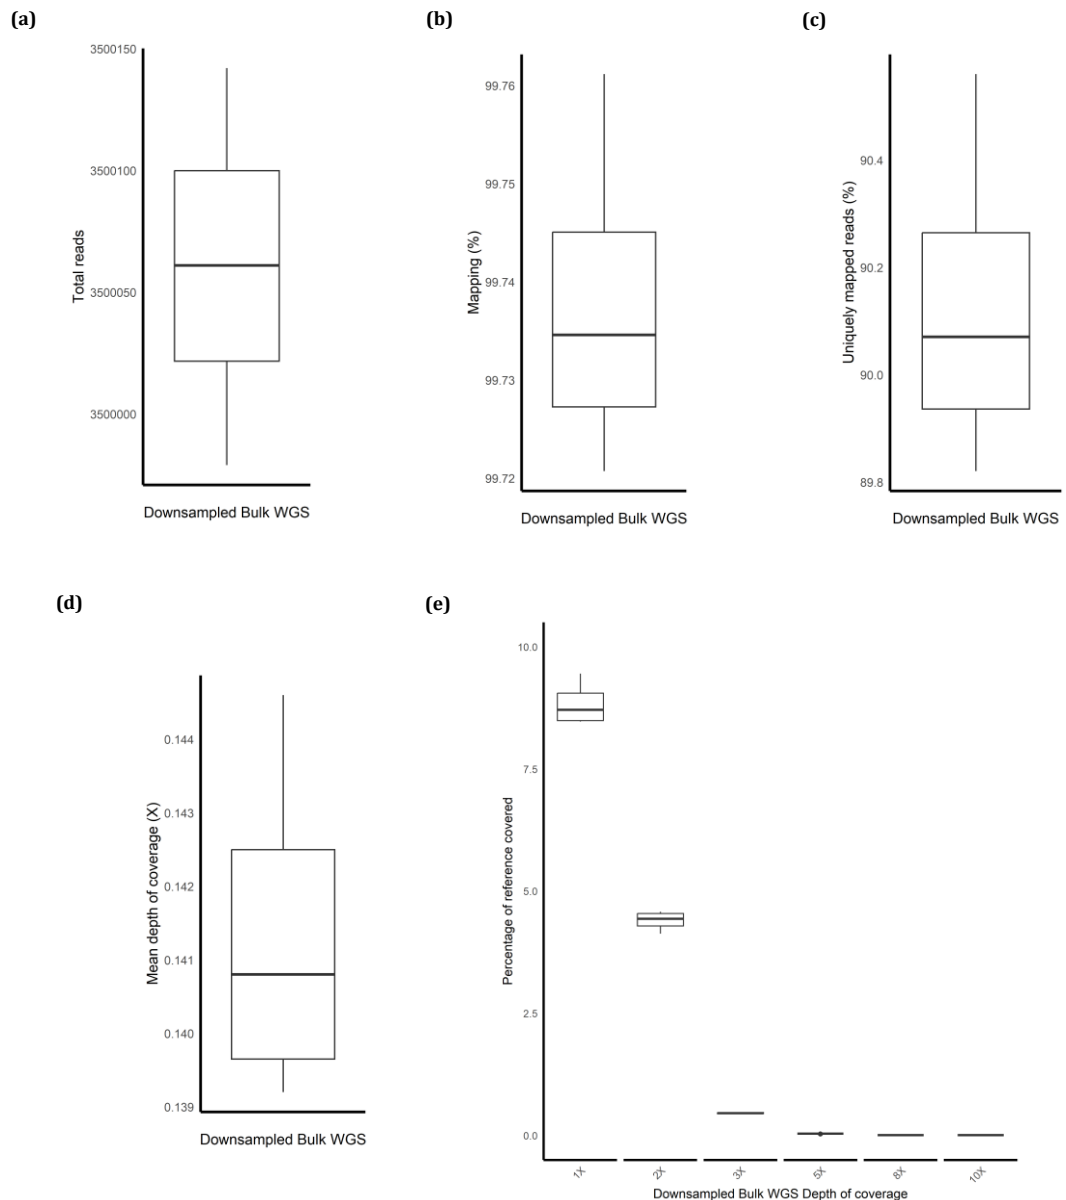 (a)
3500150
3500100
3500050
3500000
Total reads
Downsampled Bulk WGS
(b)
99.76
99.75
99.74
99.73
99.72
Mapping (%)
Downsampled Bulk WGS
(c)
90.4
90.2
90.0
89.8
Uniquely mapped reads (%)
Downsampled Bulk WGS
(d)
0.144
0.143
0.142
0.141
0.140
0.139
Mean depth of coverage (X)
Downsampled Bulk WGS
(e)
10.0
7.5
5.0
2.5
0.0
Percentage of reference covered
1X
2X
3X
5X
8X
10X
Downsampled Bulk WGS Depth of coverage